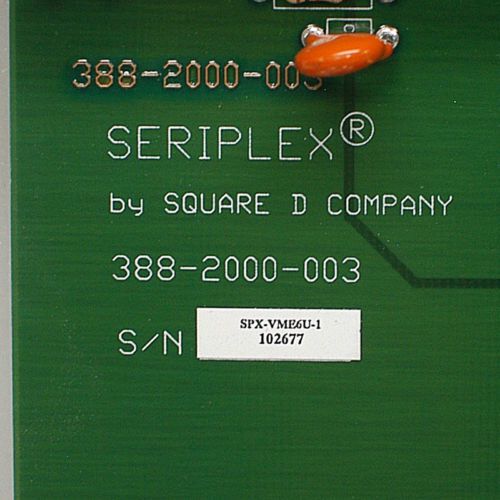 388-2000-003
SERIPLEX®
by SQUARE D COMPANY
388-2000-003
S/N
SPX-VME6U-1
102677